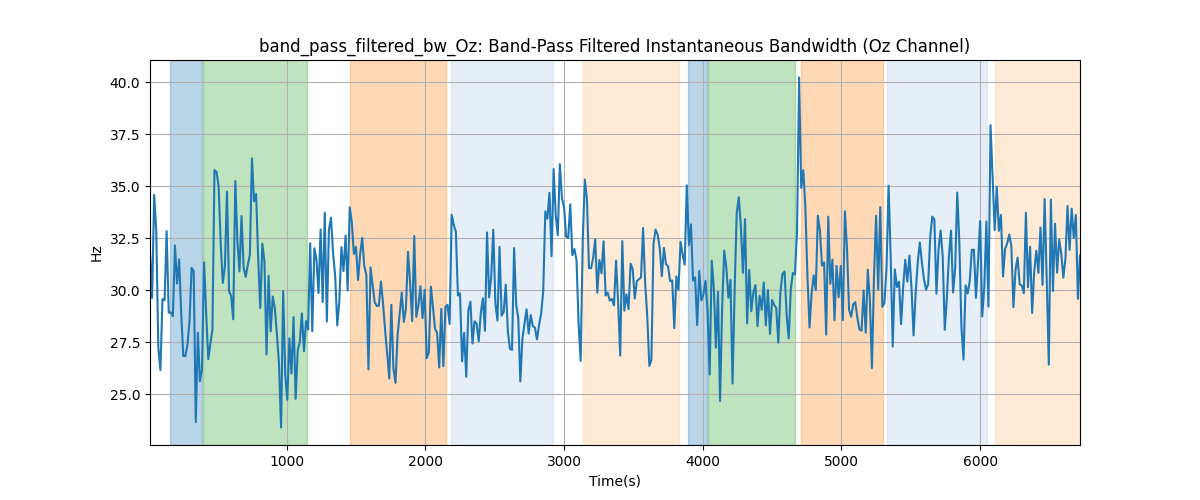 band_pass_filtered_bw_Oz: Band-Pass Filtered Instantaneous Bandwidth (Oz Channel)
40.0
37.5
35.0
32.5
30.0
27.5
25.0
Hz
1000 2000 3000 4000 5000 6000
Time(s)